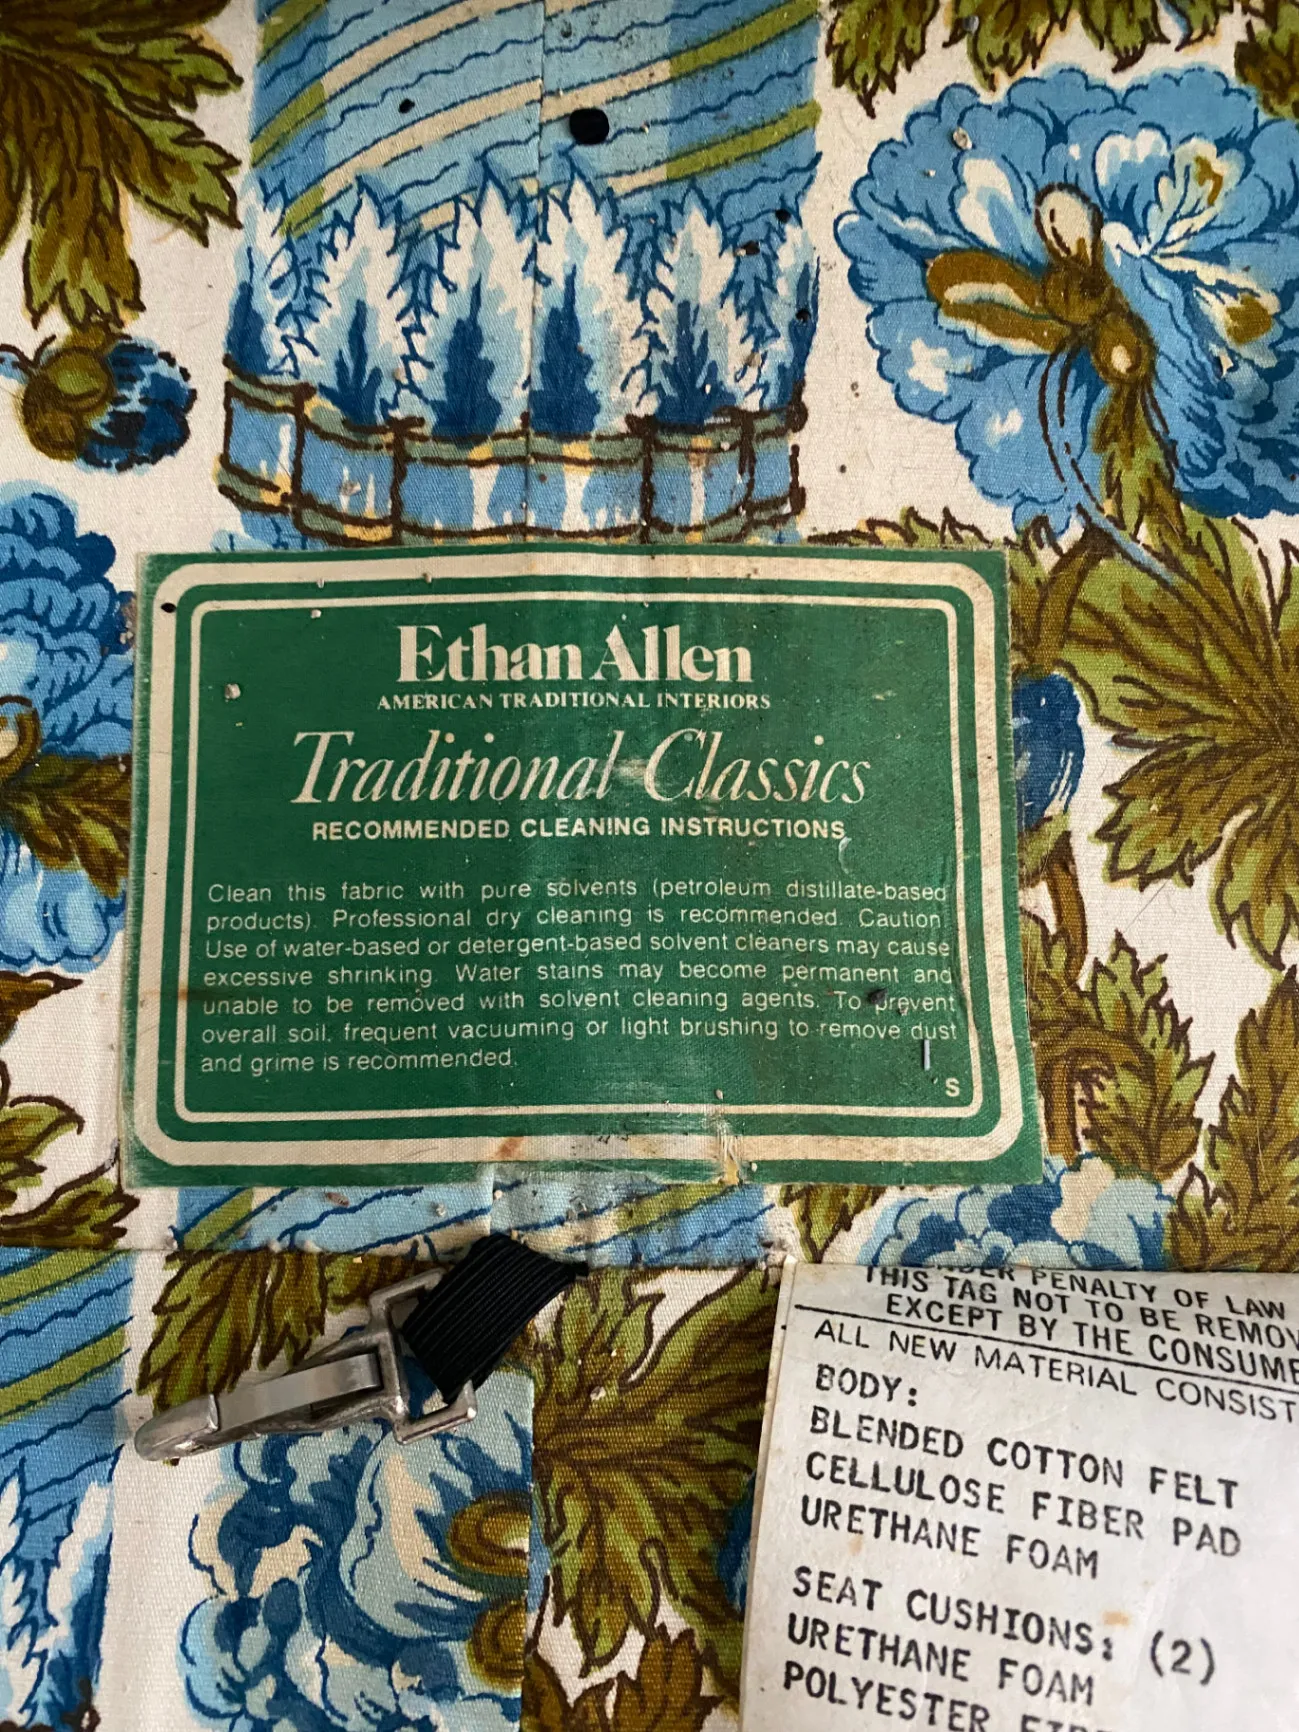 Ethan Allen
AMERICAN TRADITIONAL INTERIORS
Traditional Classics
RECOMMENDED CLEANING INSTRUCTIONS
Clean this fabric with pure solvents (petroleum distillate-based
products). Professional dry cleaning is recommended. Caution
Use of water-based or detergent-based solvent cleaners may cause
excessive shrinking. Water stains may become permanent and
unable to be removed with solvent cleaning agents. To prevent
overall soil, frequent vacuuming or light brushing to remove dust
and grime is recommended.
S
PENALTY OF LAW
THIS TAG NOT TO BE REMOV
EXCEPT BY THE CONSUME
ALL NEW MATERIAL CONSIST
BODY:
BLENDED COTTON FELT
CELLULOSE FIBER PAD
URETHANE FOAM
SEAT CUSHIONS: (2)
URETHANE FOAM
POLYESTER